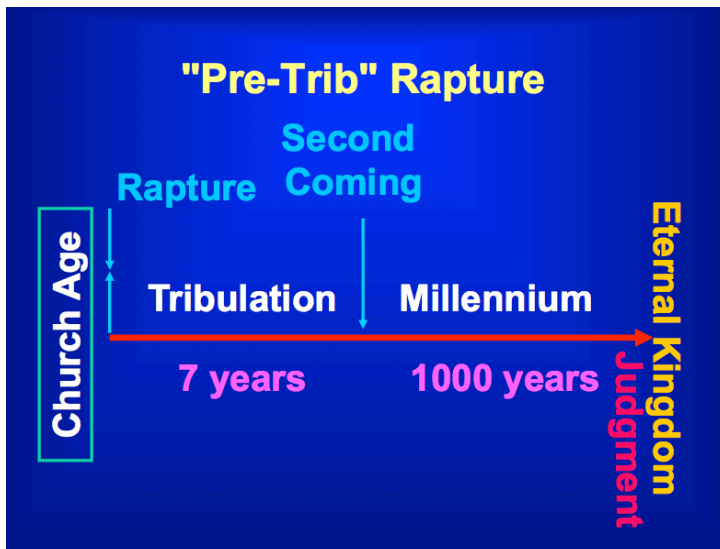 "Pre-Trib" Rapture
Second
Coming
Rapture
Church Age
Tribulation
Millennium
7 years
1000 years
Judgment
Eternal Kingdom